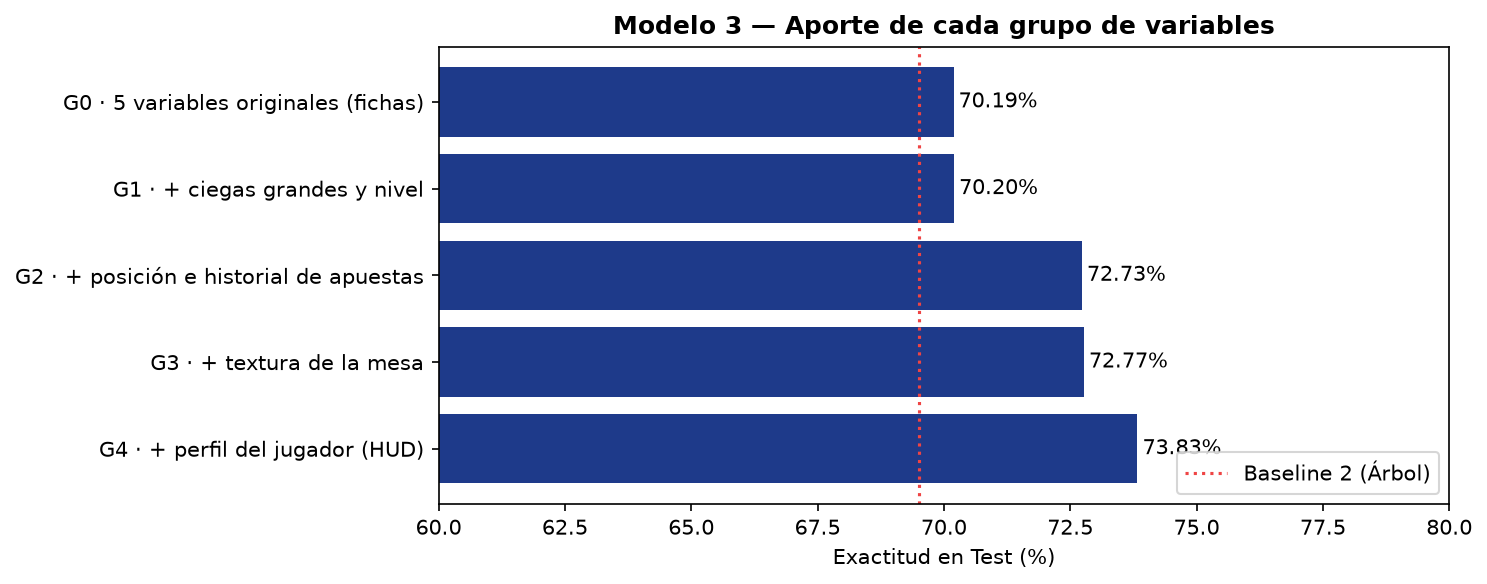 Modelo 3 — Aporte de cada grupo de variables
G0 · 5 variables originales (fichas)
70.19%
G1 · + ciegas grandes y nivel
70.20%
G2 · + posición e historial de apuestas
72.73%
G3 · + textura de la mesa
72.77%
G4 · + perfil del jugador (HUD)
73.83%
Baseline 2 (Árbol)
60.0 62.5 65.0 67.5 70.0 72.5 75.0 77.5 80.0
Exactitud en Test (%)